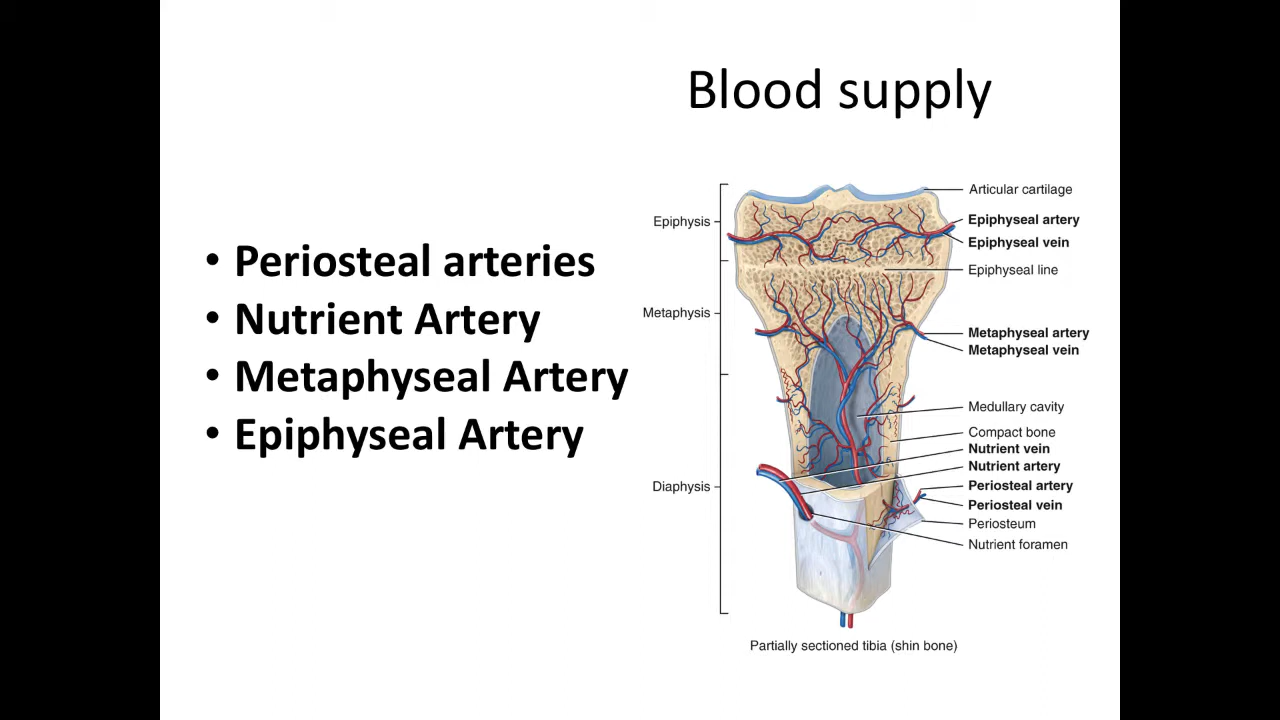 Blood supply
• Periosteal arteries
• Nutrient Artery
• Metaphyseal Artery
• Epiphyseal Artery
Epiphysis
Metaphysis
Diaphysis
Articular cartilage
Epiphyseal artery
Epiphyseal vein
Epiphyseal line
Metaphyseal artery
Metaphyseal vein
Medullary cavity
Compact bone
Nutrient vein
Nutrient artery
Periosteal artery
Periosteal vein
Periosteum
Nutrient foramen
Partially sectioned tibia (shin bone)